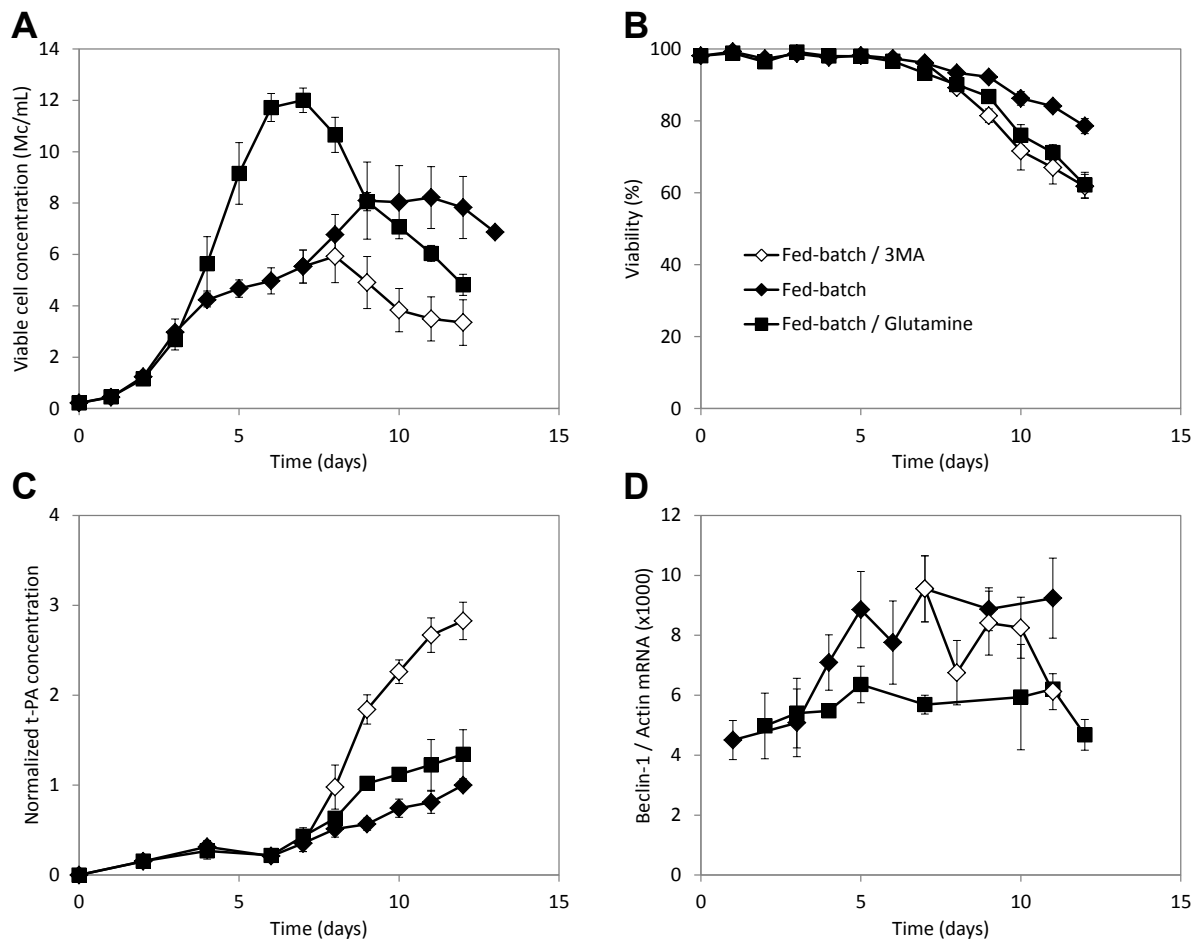 A
Viable cell concentration (Mc/mL)
14
12
10
8
6
4
2
0
0 5 10 15
Time (days)
B
Viability (%)
100
80
60
40
20
0
Fed-batch / 3MA
Fed-batch
Fed-batch / Glutamine
0 5 10 15
Time (days)
C
Normalized t-PA concentration
4
3
2
1
0
0 5 10 15
Time (days)
D
Beclin-1 / Actin mRNA (x1000)
12
10
8
6
4
2
0
0 5 10 15
Time (days)